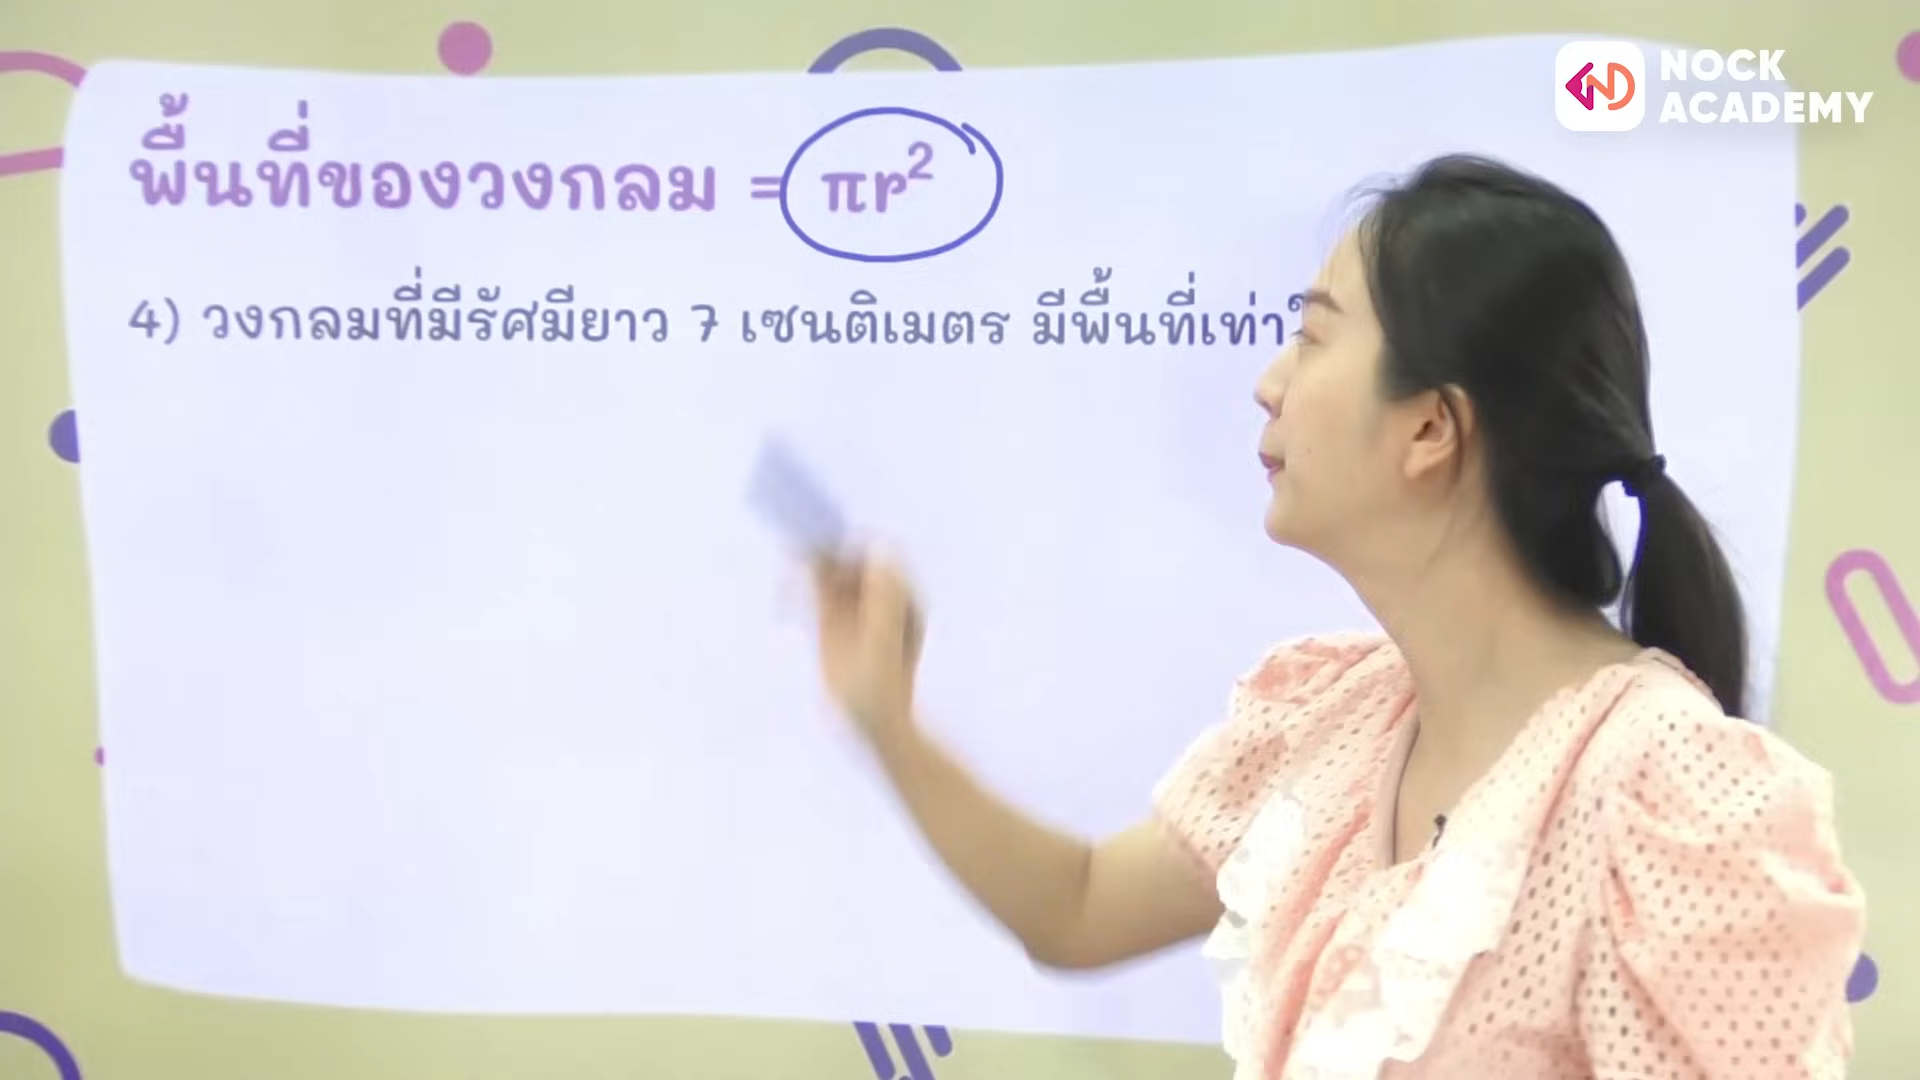 NOCK
ACADEMY
พื้นที่ของวงกลม = πr²
4) วงกลมที่มีรัศมียาว 7 เซนติเมตร มีพื้นที่เท่า